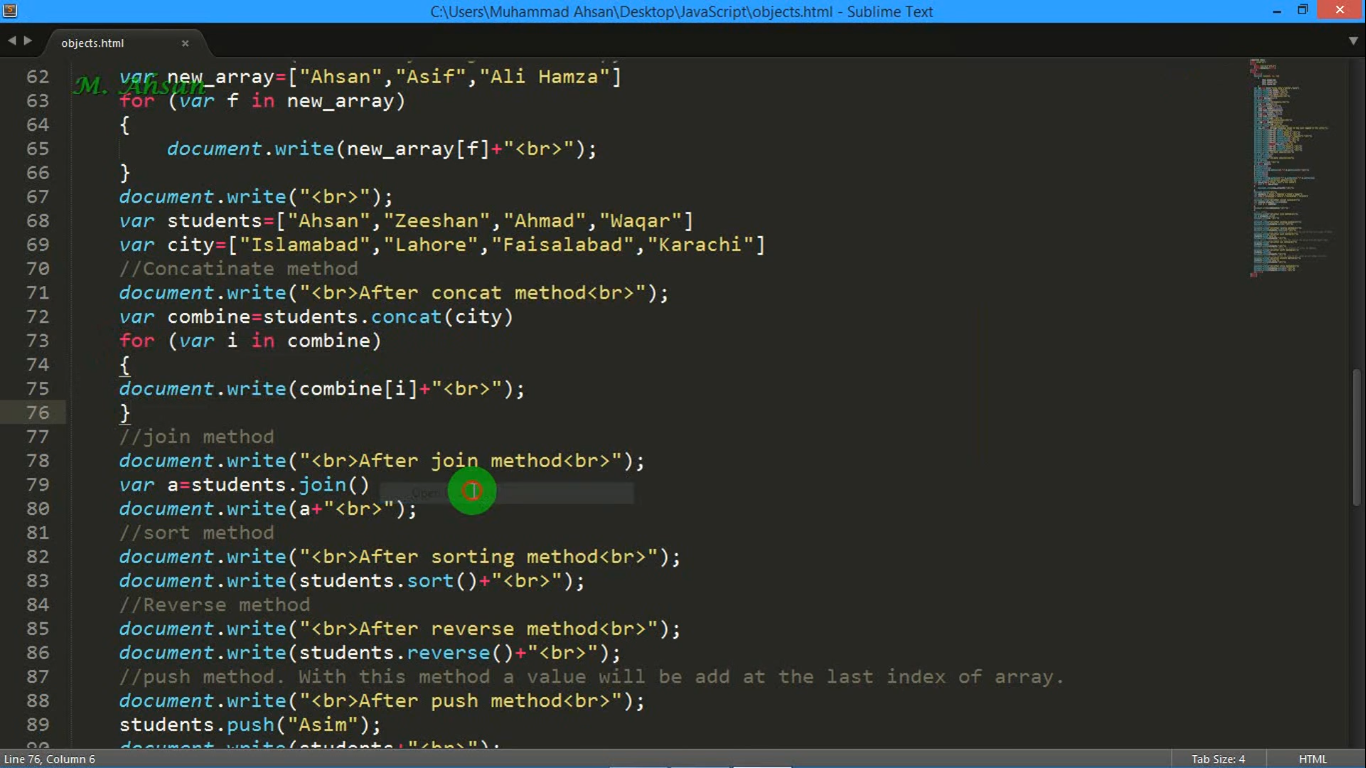 C:\Users\Muhammad Ahsan\Desktop\JavaScript\objects.html - Sublime Text
objects.html
M. Ahsan
62 var new_array=["Ahsan","Asif","Ali Hamza"]
63 for (var f in new_array)
64 {
65 document.write(new_array[f]+"<br>");
66 }
67 document.write("<br>");
68 var students=["Ahsan","Zeeshan","Ahmad","Waqar"]
69 var city=["Islamabad","Lahore","Faisalabad","Karachi"]
70 //Concatinate method
71 document.write("<br>After concat method<br>");
72 var combine=students.concat(city)
73 for (var i in combine)
74 {
75 document.write(combine[i]+"<br>");
76 }
77 //join method
78 document.write("<br>After join method<br>");
79 var a=students.join()
Open
80 document.write(a+"<br>");
81 //sort method
82 document.write("<br>After sorting method<br>");
83 document.write(students.sort()+"<br>");
84 //Reverse method
85 document.write("<br>After reverse method<br>");
86 document.write(students.reverse()+"<br>");
87 //push method. With this method a value will be add at the last index of array.
88 document.write("<br>After push method<br>");
89 students.push("Asim");
90 document.write(students+"<br>");
Line 76, Column 6
Tab Size: 4
HTML